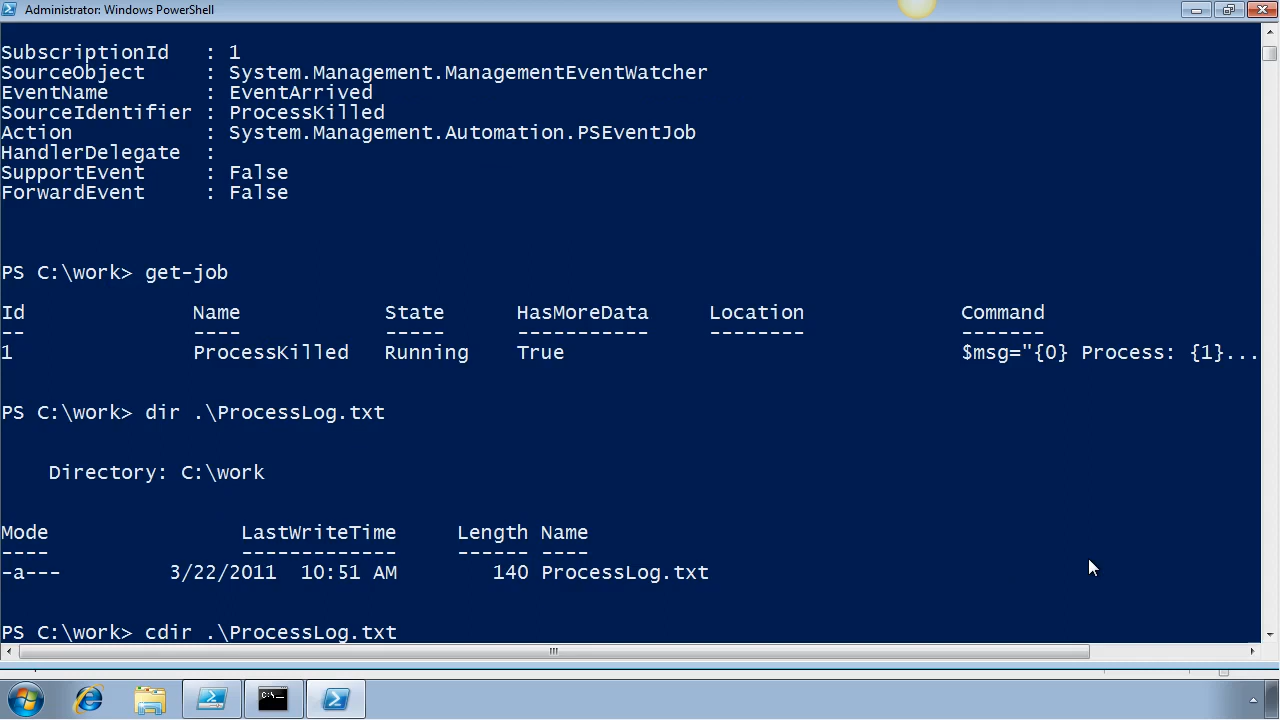 Administrator: Windows PowerShell
SubscriptionId   : 1
SourceObject     : System.Management.ManagementEventWatcher
EventName        : EventArrived
SourceIdentifier : ProcessKilled
Action           : System.Management.Automation.PSEventJob
HandlerDelegate  :
SupportEvent     : False
ForwardEvent     : False
PS C:\work> get-job
Id              Name            State      HasMoreData     Location             Command
--              ----            -----      -----------     --------             -------
1               ProcessKilled   Running    True                                 $msg="{0} Process: {1}...
PS C:\work> dir .\ProcessLog.txt
    Directory: C:\work
Mode                LastWriteTime     Length Name
----                -------------     ------ ----
-a---         3/22/2011  10:51 AM        140 ProcessLog.txt
PS C:\work> cdir .\ProcessLog.txt
C:\_